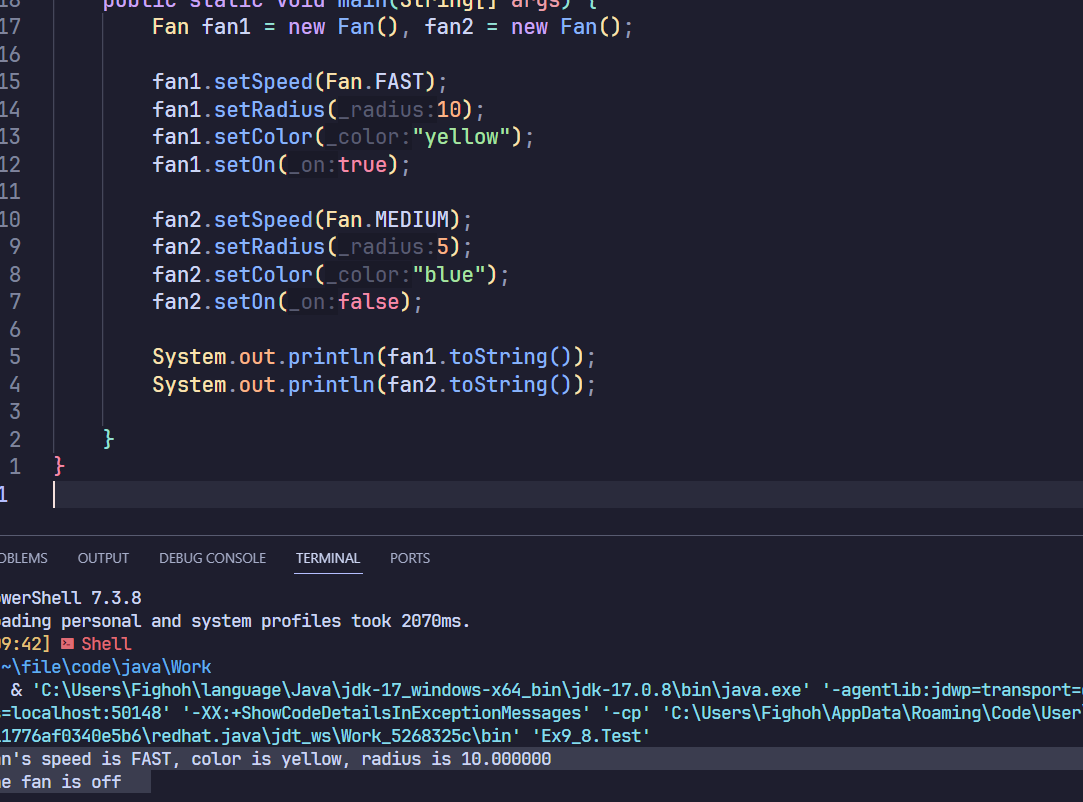 18 public static void main(String[] args) {
17 Fan fan1 = new Fan(), fan2 = new Fan();
16
15 fan1.setSpeed(Fan.FAST);
14 fan1.setRadius(_radius:10);
13 fan1.setColor(_color:"yellow");
12 fan1.setOn(_on:true);
11
10 fan2.setSpeed(Fan.MEDIUM);
9 fan2.setRadius(_radius:5);
8 fan2.setColor(_color:"blue");
7 fan2.setOn(_on:false);
6
5 System.out.println(fan1.toString());
4 System.out.println(fan2.toString());
3
2 }
1 }
1
OBLEMS OUTPUT DEBUG CONSOLE TERMINAL PORTS
owerShell 7.3.8
oading personal and system profiles took 2070ms.
09:42] Shell
~\file\code\java\Work
& 'C:\Users\Fighoh\language\Java\jdk-17_windows-x64_bin\jdk-17.0.8\bin\java.exe' '-agentlib:jdwp=transport=
s=localhost:50148' '-XX:+ShowCodeDetailsInExceptionMessages' '-cp' 'C:\Users\Fighoh\AppData\Roaming\Code\User
11776af0340e5b6\redhat.java\jdt_ws\Work_5268325c\bin' 'Ex9_8.Test'
an's speed is FAST, color is yellow, radius is 10.000000
he fan is off